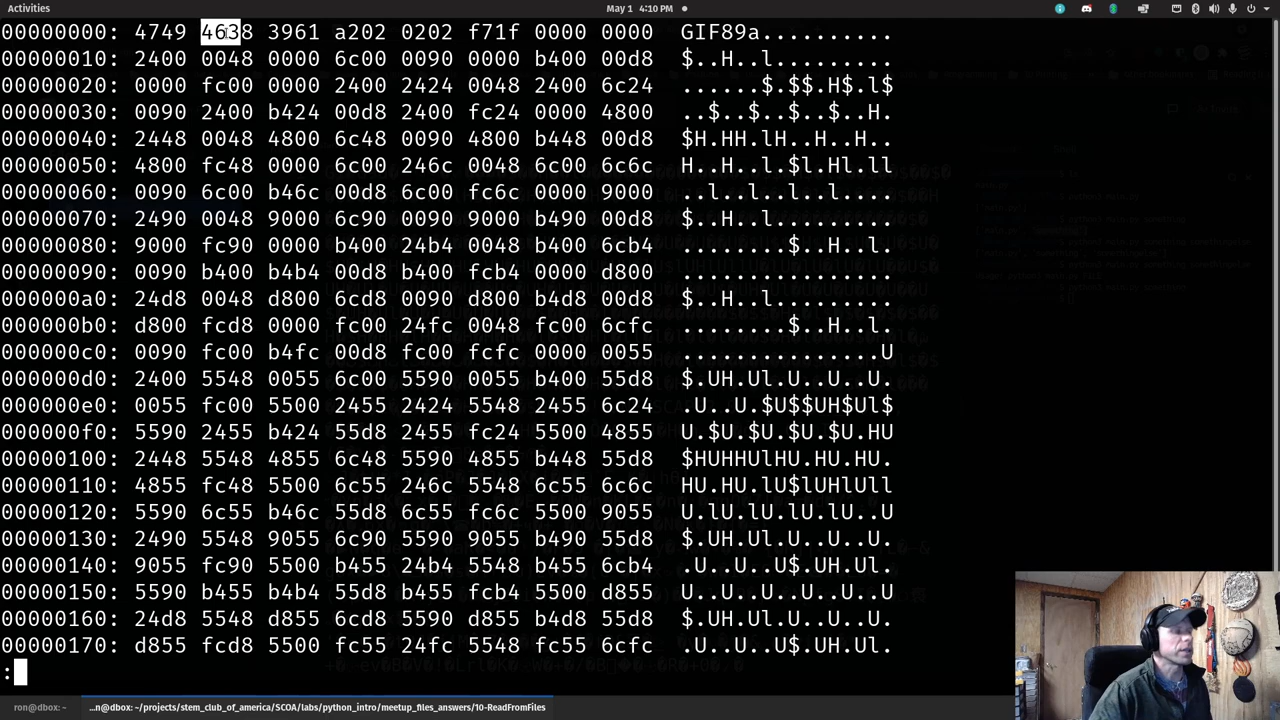 Activities
May 1 4:10 PM
00000000: 4749 4638 3961 a202 0202 f71f 0000 0000 GIF89a..........
00000010: 2400 0048 0000 6c00 0090 0000 b400 00d8 $..H..l.........
00000020: 0000 fc00 0000 2400 2424 0048 2400 6c24 ......$.$$.H$.l$
00000030: 0090 2400 b424 00d8 2400 fc24 0000 4800 ..$..$..$..$..H.
00000040: 2448 0048 4800 6c48 0090 4800 b448 00d8 $H.HH.lH..H..H..
00000050: 4800 fc48 0000 6c00 246c 0048 6c00 6c6c H..H..l.$l.Hl.ll
00000060: 0090 6c00 b46c 00d8 6c00 fc6c 0000 9000 ..l..l..l..l....
00000070: 2490 0048 9000 6c90 0090 9000 b490 00d8 $..H..l.........
00000080: 9000 fc90 0000 b400 24b4 0048 b400 6cb4 ........$..H..l.
00000090: 0090 b400 b4b4 00d8 b400 fcb4 0000 d800 ................
000000a0: 24d8 0048 d800 6cd8 0090 d800 b4d8 00d8 $..H..l.........
000000b0: d800 fcd8 0000 fc00 24fc 0048 fc00 6cfc ........$..H..l.
000000c0: 0090 fc00 b4fc 00d8 fc00 fcfc 0000 0055 ...............U
000000d0: 2400 5548 0055 6c00 5590 0055 b400 55d8 $.UH.Ul.U..U..U.
000000e0: 0055 fc00 5500 2455 2424 5548 2455 6c24 .U..U.$U$$UH$Ul$
000000f0: 5590 2455 b424 55d8 2455 fc24 5500 4855 U.$U.$U.$U.$U.HU
00000100: 2448 5548 4855 6c48 5590 4855 b448 55d8 $HUHHUlHU.HU.HU.
00000110: 4855 fc48 5500 6c55 246c 5548 6c55 6c6c HU.HU.lU$lUHlUll
00000120: 5590 6c55 b46c 55d8 6c55 fc6c 5500 9055 U.lU.lU.lU.lU..U
00000130: 2490 5548 9055 6c90 5590 9055 b490 55d8 $.UH.Ul.U..U..U.
00000140: 9055 fc90 5500 b455 24b4 5548 b455 6cb4 .U..U..U$.UH.Ul.
00000150: 5590 b455 b4b4 55d8 b455 fcb4 5500 d855 U..U..U..U..U..U
00000160: 24d8 5548 d855 6cd8 5590 d855 b4d8 55d8 $.UH.Ul.U..U..U.
00000170: d855 fcd8 5500 fc55 24fc 5548 fc55 6cfc .U..U..U$.UH.Ul.
:
ron@dbox: ~
...n@dbox: ~/projects/stem_club_of_america/SCOA/labs/python_intro/meetup_files_answers/10-ReadFromFiles